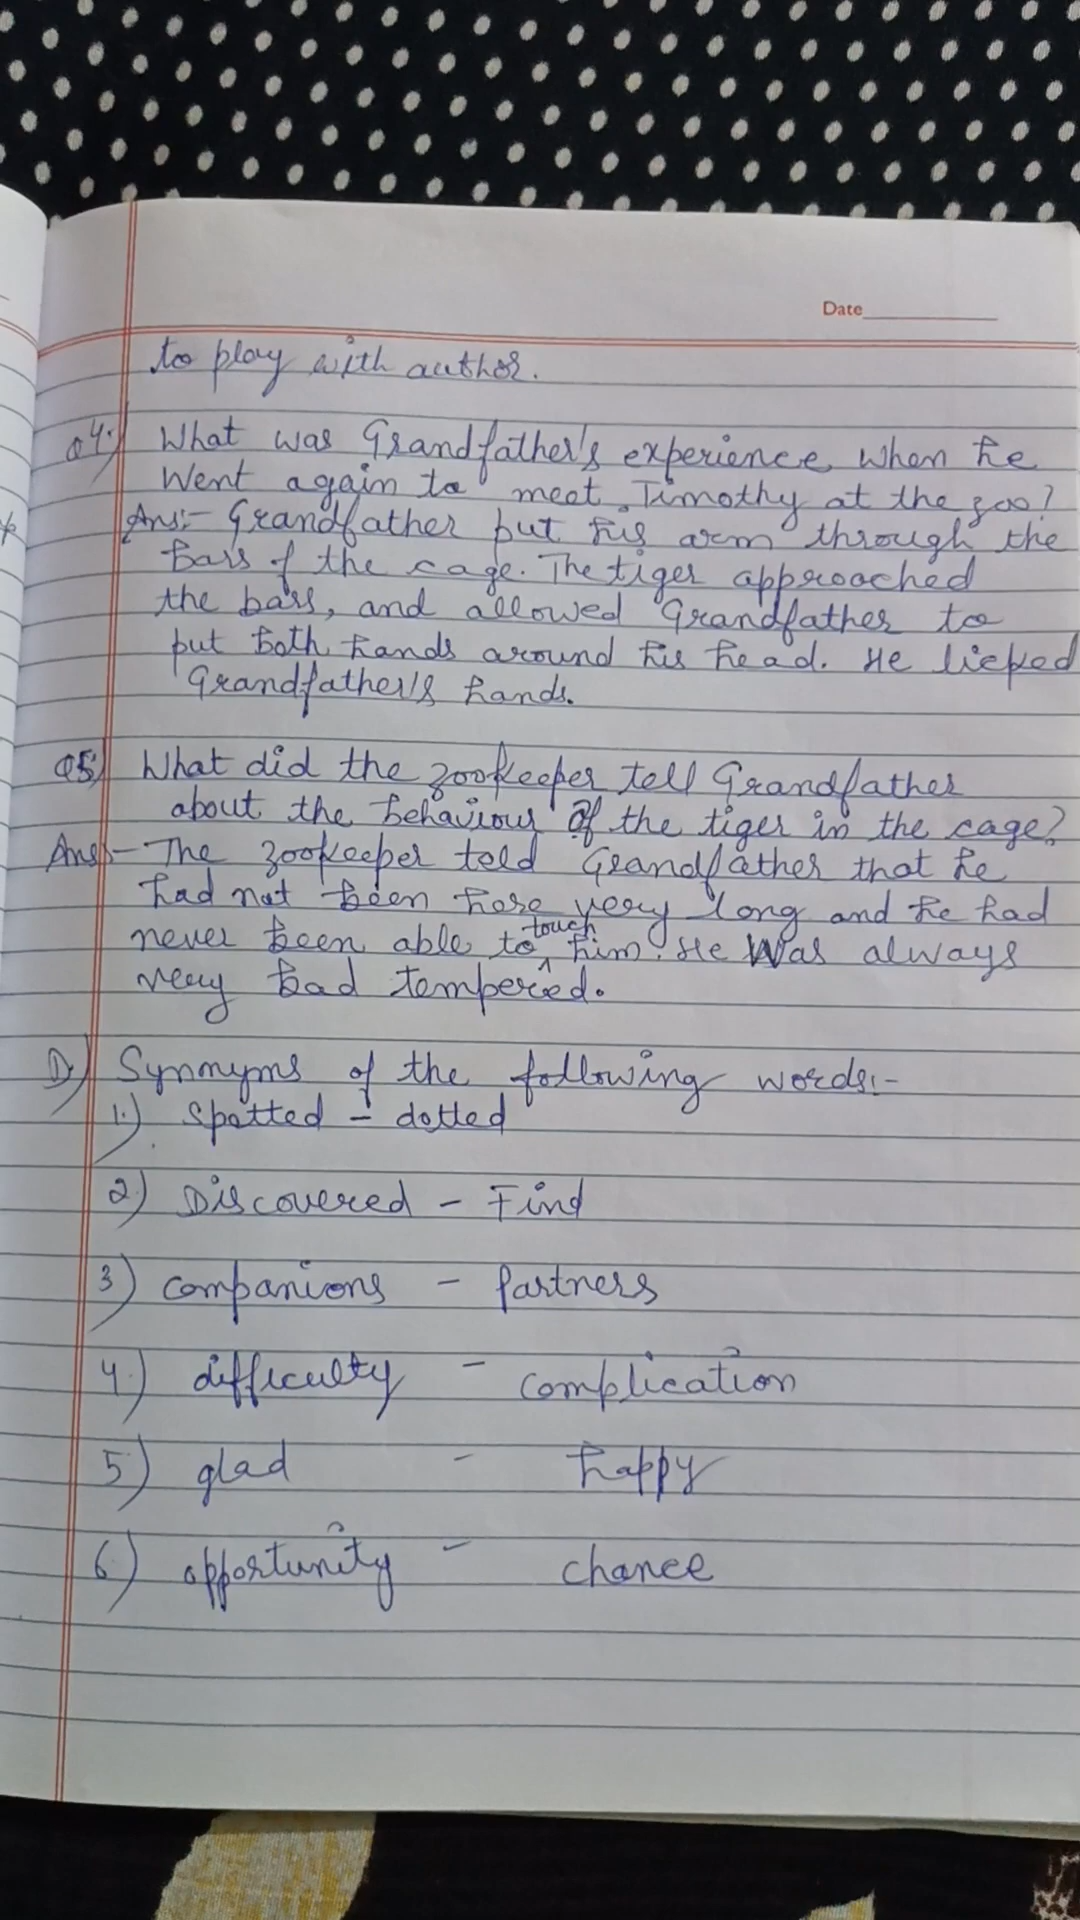 Date
to play with author.
Q4.) What was Grandfather's experience when he
went again to meet Timothy at the zoo?
Ans:- Grandfather put his arm through the
bars of the cage. The tiger approached
the bars, and allowed Grandfather to
put both hands around his head. He licked
Grandfather's hands.
Q5) What did the zookeeper tell Grandfather
about the behaviour of the tiger in the cage?
Ans:- The zookeeper told Grandfather that he
had not been here very long and he had
never been able to touch him. He was always
very bad tempered.
D) Synonyms of the following words:-
1.) Spotted - dotted
2) Discovered - Find
3) Companions - Partners
4.) difficulty - complication
5) glad - happy
6.) opportunity - chance